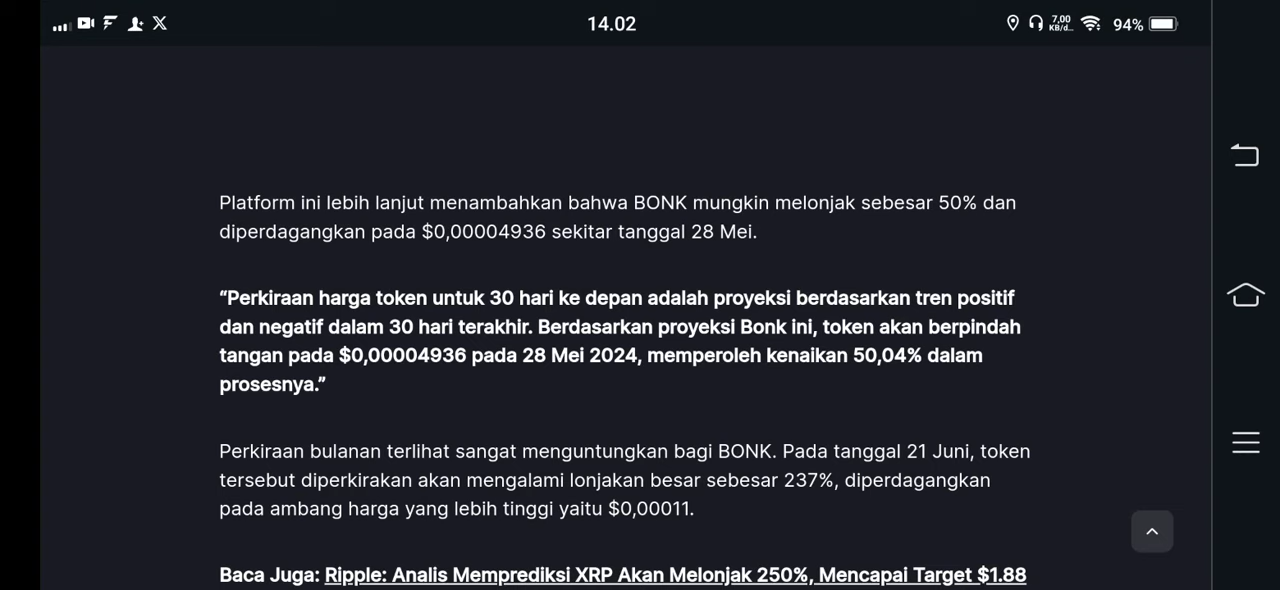 14.02
7,00
KB/d...
94%
Platform ini lebih lanjut menambahkan bahwa BONK mungkin melonjak sebesar 50% dan
diperdagangkan pada $0,00004936 sekitar tanggal 28 Mei.
“Perkiraan harga token untuk 30 hari ke depan adalah proyeksi berdasarkan tren positif
dan negatif dalam 30 hari terakhir. Berdasarkan proyeksi Bonk ini, token akan berpindah
tangan pada $0,00004936 pada 28 Mei 2024, memperoleh kenaikan 50,04% dalam
prosesnya.”
Perkiraan bulanan terlihat sangat menguntungkan bagi BONK. Pada tanggal 21 Juni, token
tersebut diperkirakan akan mengalami lonjakan besar sebesar 237%, diperdagangkan
pada ambang harga yang lebih tinggi yaitu $0,00011.
Baca Juga: Ripple: Analis Memprediksi XRP Akan Melonjak 250%, Mencapai Target $1.88